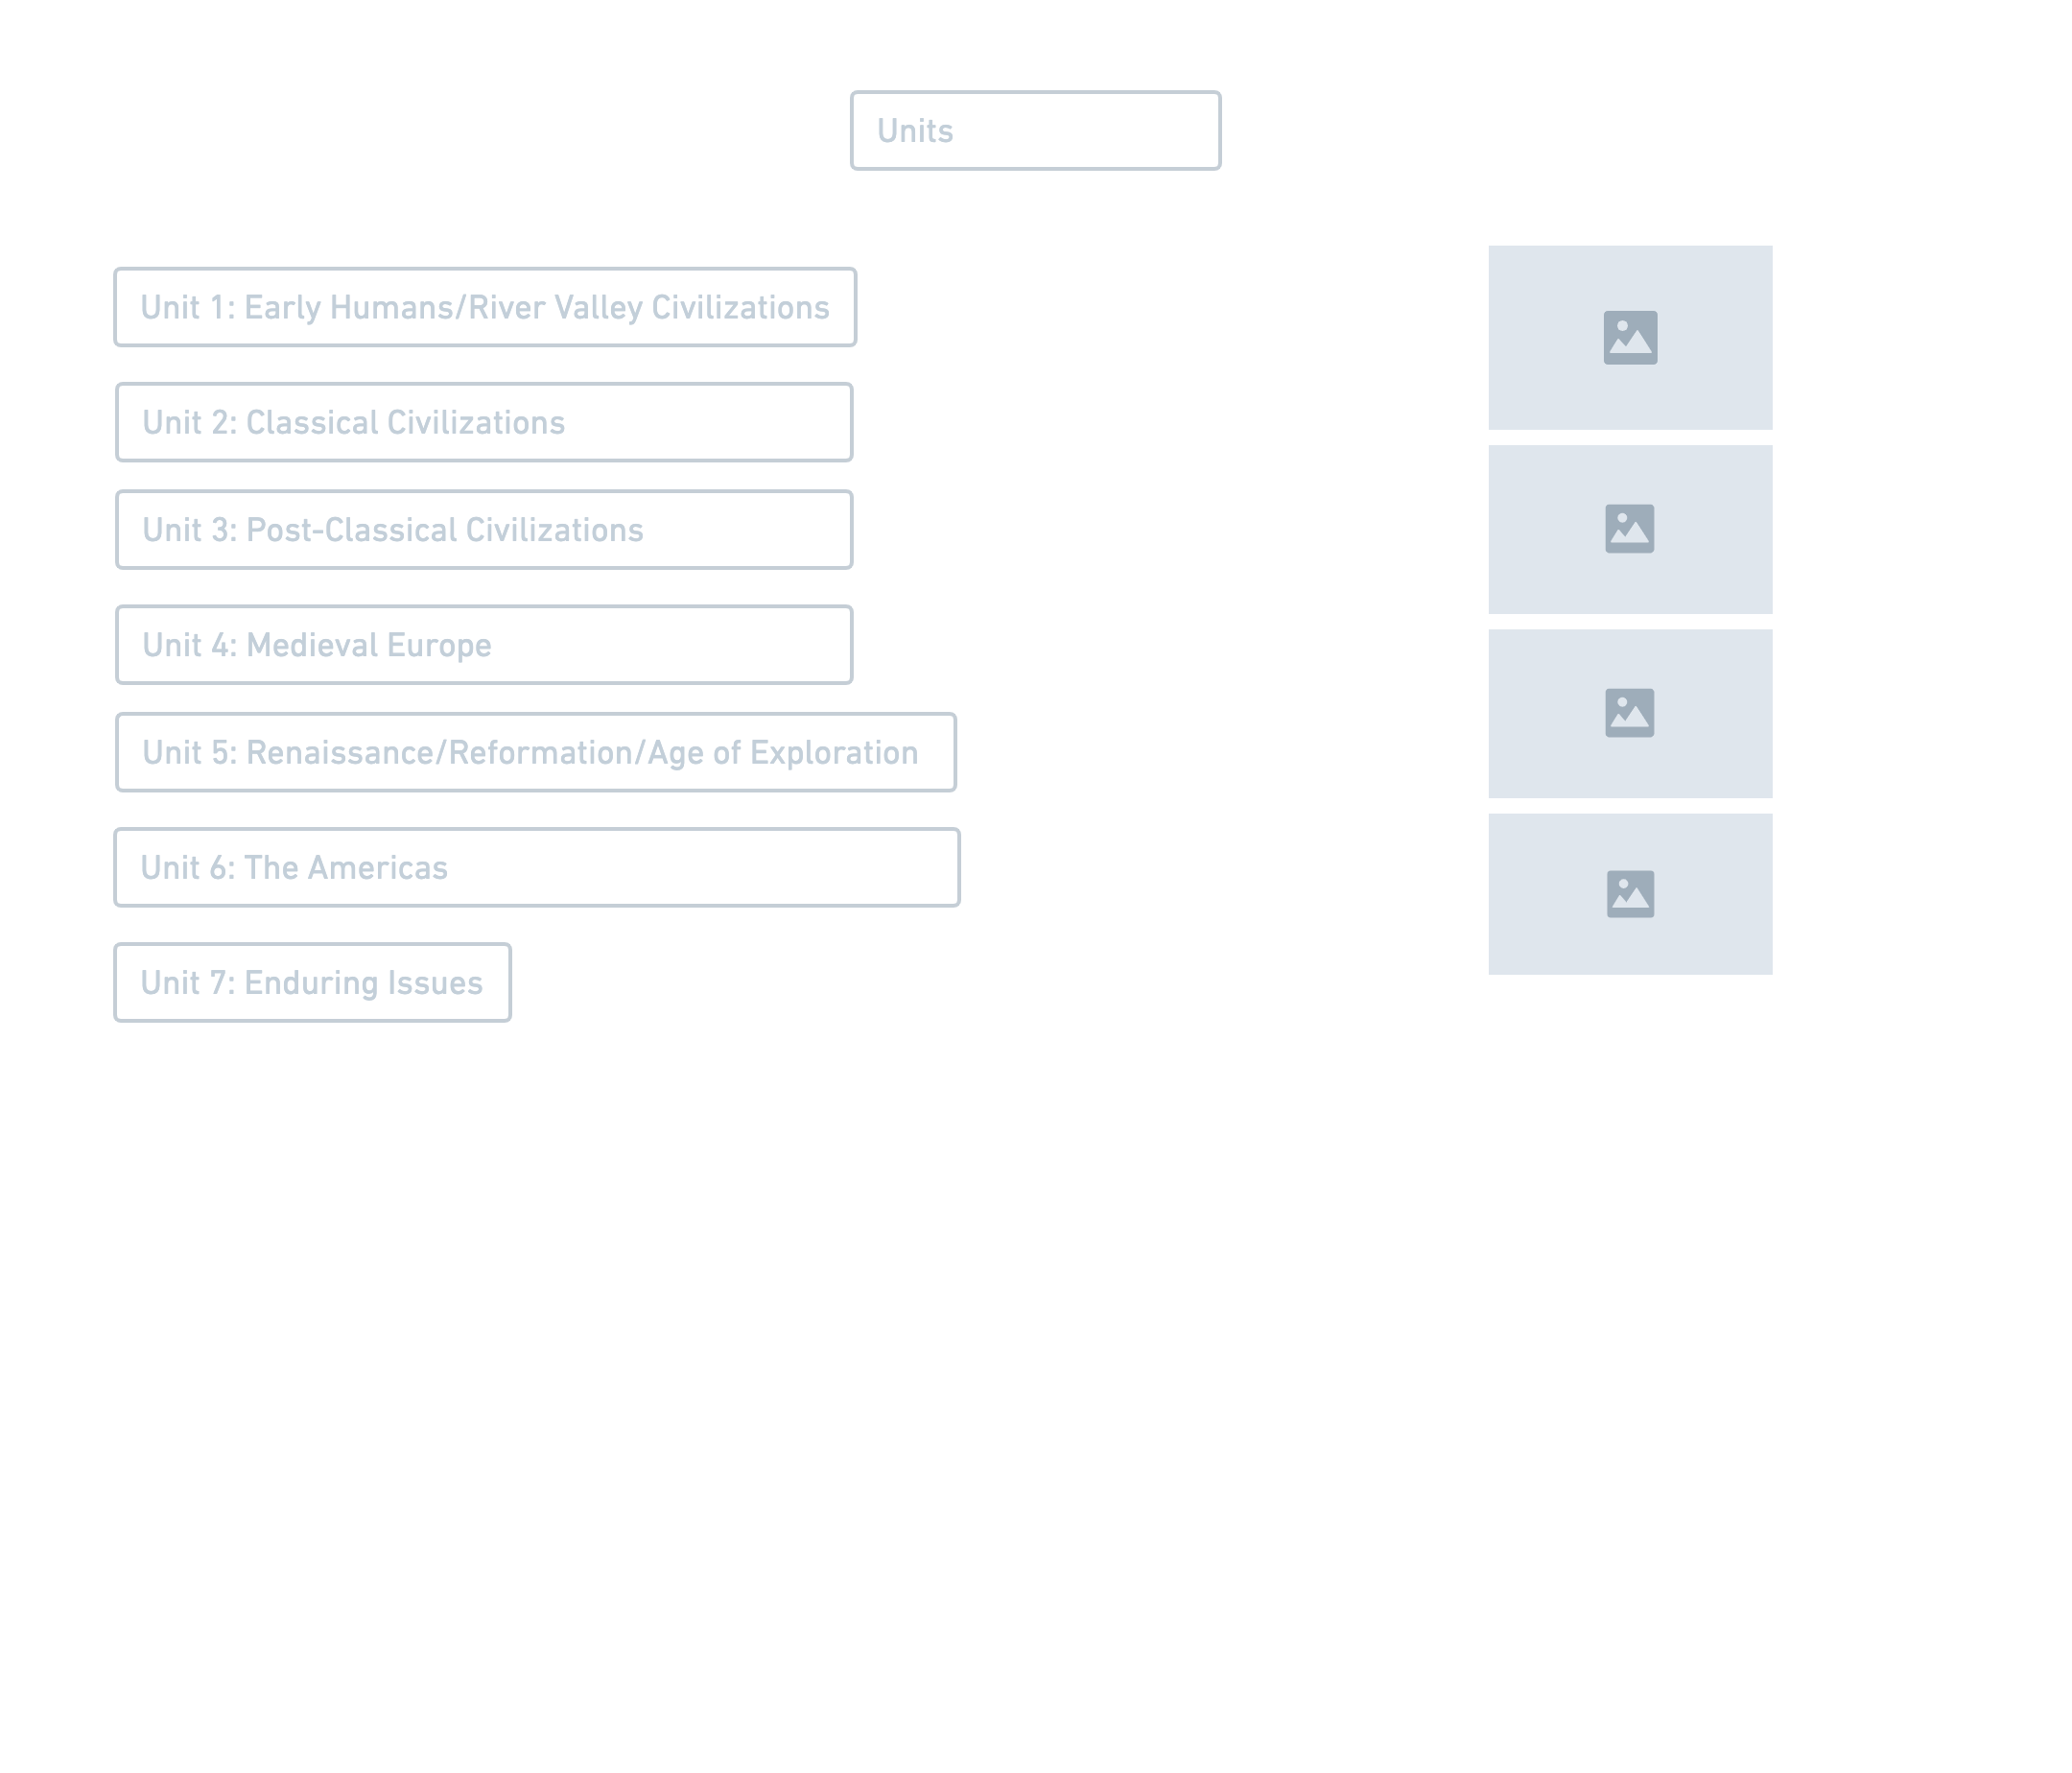 Units
Unit 1: Early Humans/River Valley Civilizations
Unit 2: Classical Civilizations
Unit 3: Post-Classical Civilizations
Unit 4: Medieval Europe
Unit 5: Renaissance/Reformation/Age of Exploration
Unit 6: The Americas
Unit 7: Enduring Issues